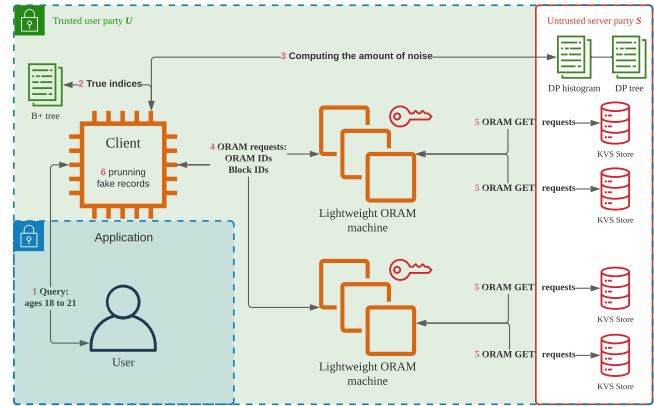 Trusted user party U
Untrusted server party S
3 Computing the amount of noise
2 True indices
B+ tree
DP histogram
DP tree
Client
6 prunning
fake records
4 ORAM requests:
ORAM IDs
Block IDs
5 ORAM GET requests
KVS Store
5 ORAM GET requests
KVS Store
Lightweight ORAM
machine
Application
1 Query:
ages 18 to 21
User
5 ORAM GET requests
KVS Store
5 ORAM GET requests
KVS Store
Lightweight ORAM
machine